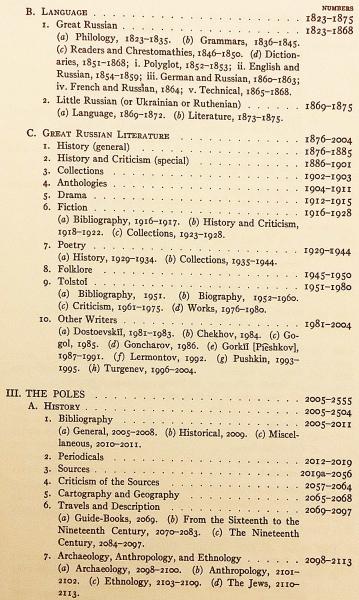 NUMBERS
B. LANGUAGE . . . . . . . . . . . . . . . . . . 1823–1875
1. Great Russian . . . . . . . . . . . . . . . . 1823–1868
(a) Philology, 1823–1835. (b) Grammars, 1836–1845.
(c) Readers and Chrestomathies, 1846–1850. (d) Diction-
aries, 1851–1868; i. Polyglot, 1852–1853; ii. English and
Russian, 1854–1859; iii. German and Russian, 1860–1863;
iv. French and Russian, 1864; v. Technical, 1865–1868.
2. Little Russian (or Ukrainian or Ruthenian) . . . . . . 1869–1875
(a) Language, 1869–1872. (b) Literature, 1873–1875.
C. GREAT RUSSIAN LITERATURE . . . . . . . . . . . . 1876–2004
1. History (general) . . . . . . . . . . . . . . . 1876–1885
2. History and Criticism (special) . . . . . . . . . . 1886–1901
3. Collections . . . . . . . . . . . . . . . . . 1902–1903
4. Anthologies . . . . . . . . . . . . . . . . . 1904–1911
5. Drama . . . . . . . . . . . . . . . . . . . 1912–1915
6. Fiction . . . . . . . . . . . . . . . . . . . 1916–1928
(a) Bibliography, 1916–1917. (b) History and Criticism,
1918–1922. (c) Collections, 1923–1928.
7. Poetry . . . . . . . . . . . . . . . . . . . 1929–1944
(a) History, 1929–1934. (b) Collections, 1935–1944.
8. Folklore . . . . . . . . . . . . . . . . . . 1945–1950
9. Tolstoĭ . . . . . . . . . . . . . . . . . . . 1951–1980
(a) Bibliography, 1951. (b) Biography, 1952–1960.
(c) Criticism, 1961–1975. (d) Works, 1976–1980.
10. Other Writers . . . . . . . . . . . . . . . . 1981–2004
(a) Dostoevskiĭ, 1981–1983. (b) Chekhov, 1984. (c) Go-
gol, 1985. (d) Goncharov, 1986. (e) Gorkiĭ [Pîeshkov],
1987–1991. (f) Lermontov, 1992. (g) Pushkin, 1993–
1995. (h) Turgenev, 1996–2004.
III. THE POLES . . . . . . . . . . . . . . . . . . 2005–2555
A. HISTORY . . . . . . . . . . . . . . . . . . . 2005–2504
1. Bibliography . . . . . . . . . . . . . . . . . 2005–2011
(a) General, 2005–2008. (b) Historical, 2009. (c) Miscel-
laneous, 2010–2011.
2. Periodicals . . . . . . . . . . . . . . . . . 2012–2019
3. Sources . . . . . . . . . . . . . . . . . . 2019a–2056
4. Criticism of the Sources . . . . . . . . . . . . 2057–2064
5. Cartography and Geography . . . . . . . . . . . 2065–2068
6. Travels and Description . . . . . . . . . . . . 2069–2097
(a) Guide-Books, 2069. (b) From the Sixteenth to the
Nineteenth Century, 2070–2083. (c) The Nineteenth
Century, 2084–2097.
7. Archaeology, Anthropology, and Ethnology . . . . . . 2098–2113
(a) Archaeology, 2098–2100. (b) Anthropology, 2101–
2102. (c) Ethnology, 2103–2109. (d) The Jews, 2110–
2113.